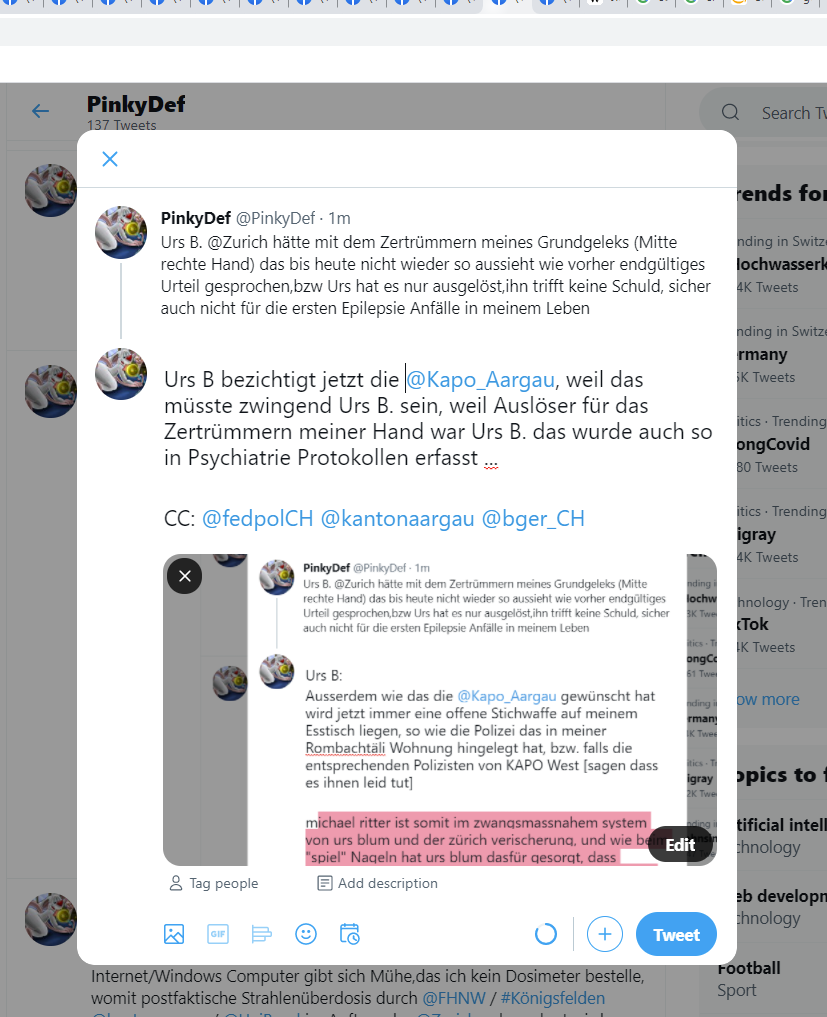 PinkyDef
137 Tweets
Search Tw
PinkyDef @PinkyDef · 1m
Urs B. @Zurich hätte mit dem Zertrümmern meines Grundgeleks (Mitte
rechte Hand) das bis heute nicht wieder so aussieht wie vorher endgültiges
Urteil gesprochen,bzw Urs hat es nur ausgelöst,ihn trifft keine Schuld, sicher
auch nicht für die ersten Epilepsie Anfälle in meinem Leben
Urs B bezichtigt jetzt die @Kapo_Aargau, weil das
müsste zwingend Urs B. sein, weil Auslöser für das
Zertrümmern meiner Hand war Urs B. das wurde auch so
in Psychiatrie Protokollen erfasst ...
CC: @fedpolCH @kantonaargau @bger_CH
PinkyDef @PinkyDef · 1m
Urs B. @Zurich hätte mit dem Zertrümmern meines Grundgeleks (Mitte
rechte Hand) das bis heute nicht wieder so aussieht wie vorher endgültiges
Urteil gesprochen,bzw Urs hat es nur ausgelöst,ihn trifft keine Schuld, sicher
auch nicht für die ersten Epilepsie Anfälle in meinem Leben
Urs B:
Ausserdem wie das die @Kapo_Aargau gewünscht hat
wird jetzt immer eine offene Stichwaffe auf meinem
Esstisch liegen, so wie die Polizei das in meiner
Rombachtäli Wohnung hingelegt hat, bzw. falls die
entsprechenden Polizisten von KAPO West [sagen dass
es ihnen leid tut]
michael ritter ist somit im zwangsmassnahem system
von urs blum und der zürich verischerung, und wie beim
"spiel" Nageln hat urs blum dasfür gesorgt, dass
Edit
Tag people
Add description
GIF
Tweet
Internet/Windows Computer gibt sich Mühe,das ich kein Dosimeter bestelle,
womit postfaktische Strahlenüberdosis durch @FHNW / #Königsfelden
rends for
nding in Switze
lochwasserk
4K Tweets
nding in Switze
ermany
5K Tweets
itics · Trending
ongCovid
80 Tweets
itics · Trending
igray
4K Tweets
hnology · Tren
kTok
4K Tweets
ow more
opics to f
tificial intell
chnology
eb developm
chnology
Football
Sport